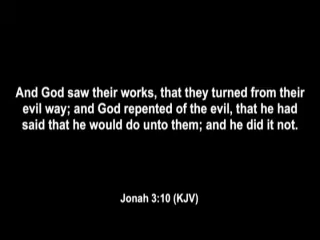 And God saw their works, that they turned from their
evil way; and God repented of the evil, that he had
said that he would do unto them; and he did it not.
Jonah 3:10 (KJV)